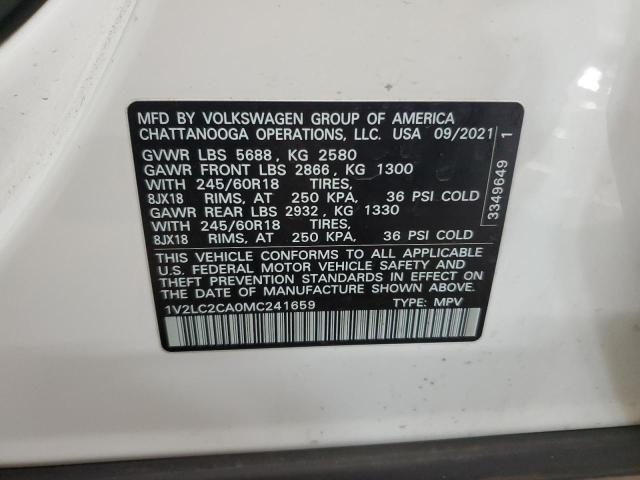 MFD BY VOLKSWAGEN GROUP OF AMERICA
CHATTANOOGA OPERATIONS, LLC. USA 09/2021
GVWR LBS 5688, KG 2580
GAWR FRONT LBS 2866, KG 1300
WITH 245/60R18 TIRES,
8JX18 RIMS, AT 250 KPA, 36 PSI COLD
GAWR REAR LBS 2932, KG 1330
WITH 245/60R18 TIRES,
8JX18 RIMS, AT 250 KPA, 36 PSI COLD
THIS VEHICLE CONFORMS TO ALL APPLICABLE
U.S. FEDERAL MOTOR VEHICLE SAFETY AND
THEFT PREVENTION STANDARDS IN EFFECT ON
THE DATE OF MANUFACTURE SHOWN ABOVE.
1V2LC2CA0MC241659 TYPE: MPV
3349649 1